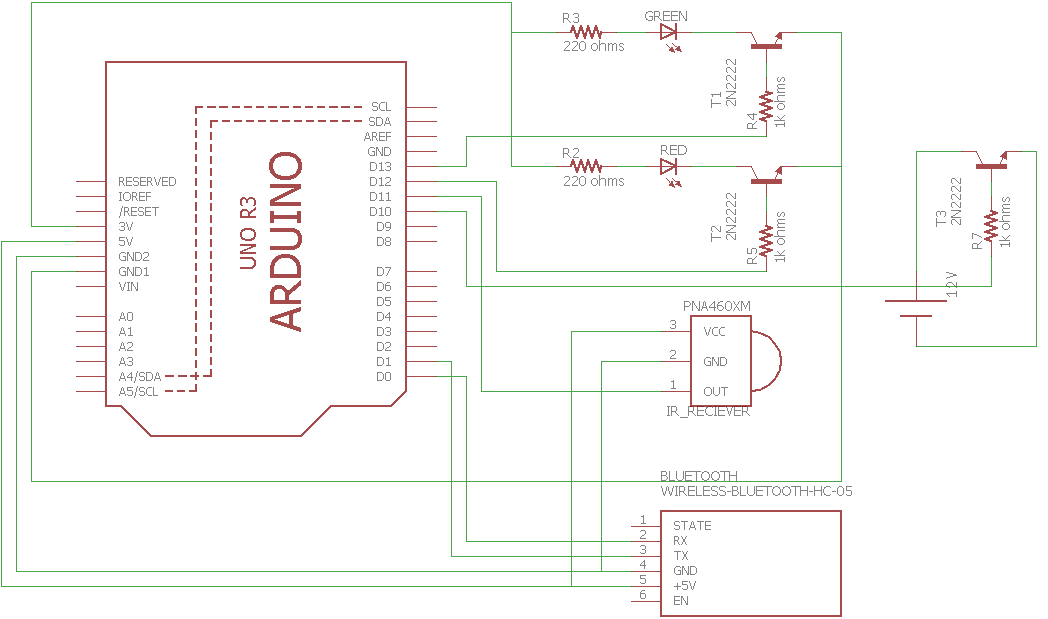 R3
GREEN
220 ohms
T1
2N2222
R4
1k ohms
SCL
SDA
AREF
GND
D13
D12
D11
D10
D9
D8
D7
D6
D5
D4
D3
D2
D1
D0
RESERVED
IOREF
/RESET
3V
5V
GND2
GND1
VIN
A0
A1
A2
A3
A4/SDA
A5/SCL
UNO R3
ARDUINO
R2
RED
220 ohms
T2
2N2222
R5
1k ohms
T3
2N2222
R7
1k ohms
12V
PNA460XM
3 VCC
2 GND
1 OUT
IR_RECIEVER
BLUETOOTH
WIRELESS-BLUETOOTH-HC-05
1 STATE
2 RX
3 TX
4 GND
5 +5V
6 EN